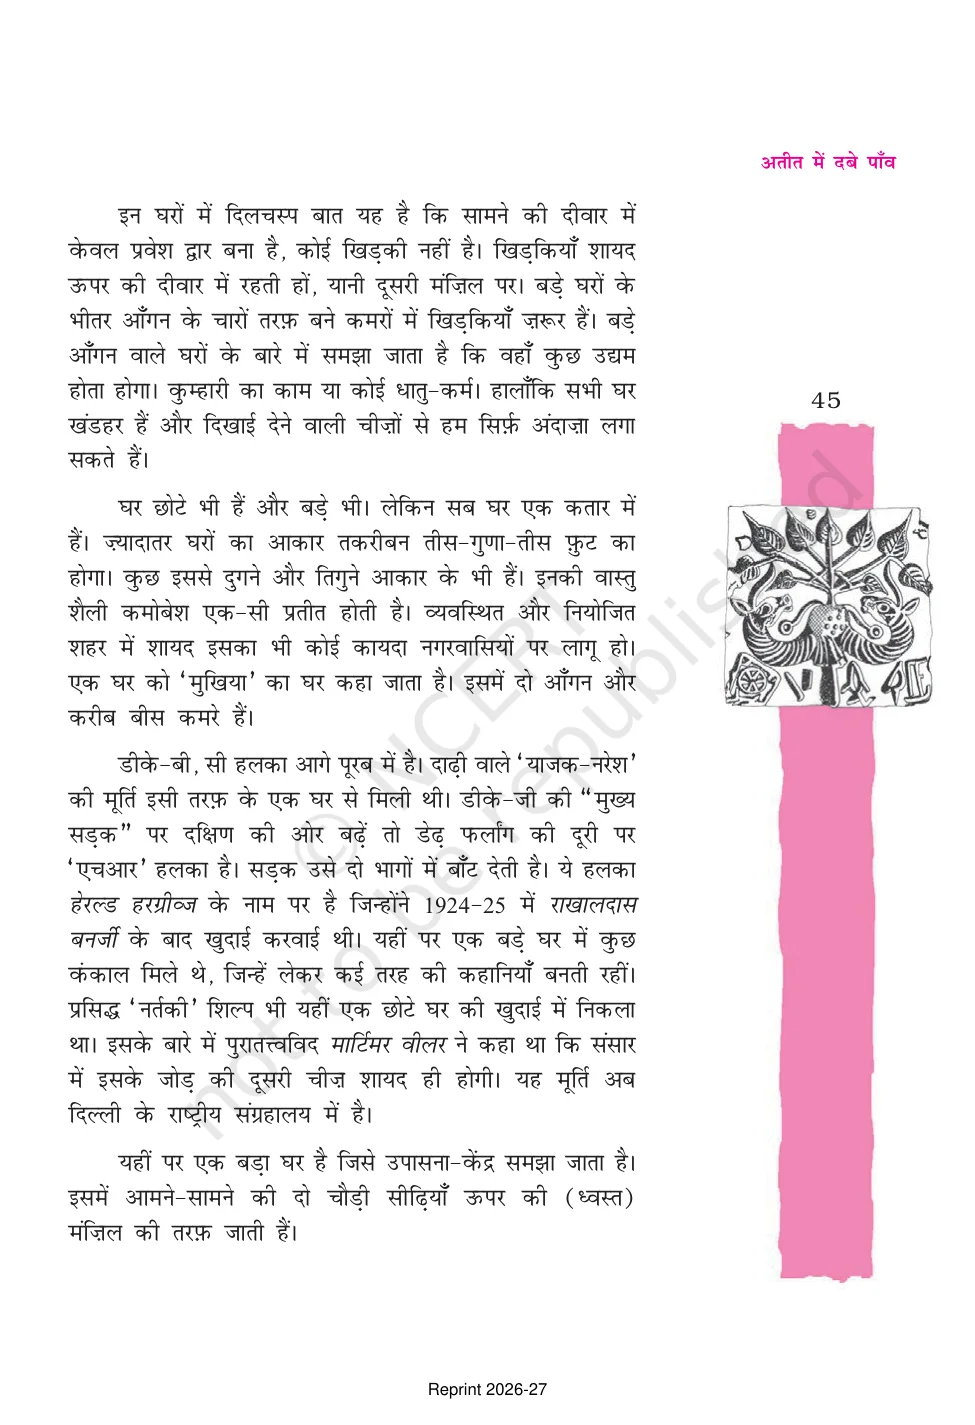 अतीत में दबे पाँव
इन घरों में दिलचस्प बात यह है कि सामने की दीवार में
केवल प्रवेश द्वार बना है, कोई खिड़की नहीं है। खिड़कियाँ शायद
ऊपर की दीवार में रहती हों, यानी दूसरी मंज़िल पर। बड़े घरों के
भीतर आँगन के चारों तरफ़ बने कमरों में खिड़कियाँ ज़रूर हैं। बड़े
आँगन वाले घरों के बारे में समझा जाता है कि वहाँ कुछ उद्यम
होता होगा। कुम्हारी का काम या कोई धातु-कर्म। हालाँकि सभी घर
खंडहर हैं और दिखाई देने वाली चीज़ों से हम सिर्फ़ अंदाज़ा लगा
सकते हैं।
45
घर छोटे भी हैं और बड़े भी। लेकिन सब घर एक कतार में
हैं। ज़्यादातर घरों का आकार तकरीबन तीस-गुणा-तीस फ़ुट का
होगा। कुछ इससे दुगने और तिगुने आकार के भी हैं। इनकी वास्तु
शैली कमोबेश एक-सी प्रतीत होती है। व्यवस्थित और नियोजित
शहर में शायद इसका भी कोई कायदा नगरवासियों पर लागू हो।
एक घर को ‘मुखिया’ का घर कहा जाता है। इसमें दो आँगन और
करीब बीस कमरे हैं।
डीके-बी, सी हलका आगे पूरब में है। दाढ़ी वाले ‘याजक-नरेश’
की मूर्ति इसी तरफ़ के एक घर से मिली थी। डीके-जी की “मुख्य
सड़क” पर दक्षिण की ओर बढ़ें तो डेढ़ फर्लांग की दूरी पर
‘एचआर’ हलका है। सड़क उसे दो भागों में बाँट देती है। ये हलका
हेरल्ड हरग्रीव्ज के नाम पर है जिन्होंने 1924-25 में राखालदास
बनर्जी के बाद खुदाई करवाई थी। यहीं पर एक बड़े घर में कुछ
कंकाल मिले थे, जिन्हें लेकर कई तरह की कहानियाँ बनती रहीं।
प्रसिद्ध ‘नर्तकी’ शिल्प भी यहीं एक छोटे घर की खुदाई में निकला
था। इसके बारे में पुरातत्त्वविद मार्टिमर वीलर ने कहा था कि संसार
में इसके जोड़ की दूसरी चीज़ शायद ही होगी। यह मूर्ति अब
दिल्ली के राष्ट्रीय संग्रहालय में है।
यहीं पर एक बड़ा घर है जिसे उपासना-केंद्र समझा जाता है।
इसमें आमने-सामने की दो चौड़ी सीढ़ियाँ ऊपर की (ध्वस्त)
मंज़िल की तरफ़ जाती हैं।
© NCERT
not to be republished
Reprint 2026-27